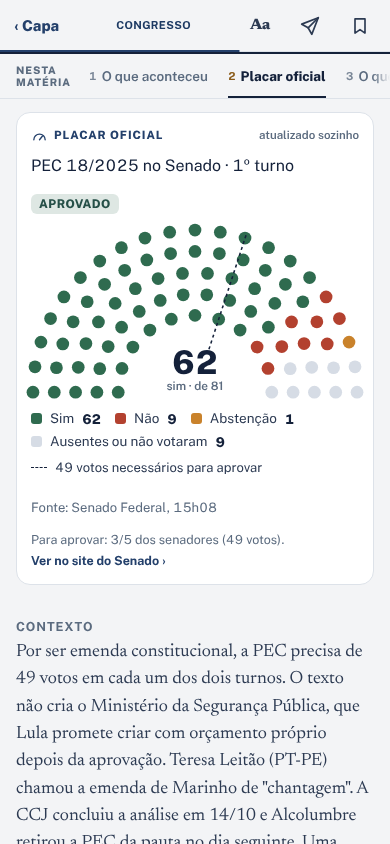 ‹ Capa
CONGRESSO
Aa
NESTA MATÉRIA
1 O que aconteceu
2 Placar oficial
3 O
PLACAR OFICIAL
atualizado sozinho
PEC 18/2025 no Senado · 1º turno
APROVADO
62
sim · de 81
Sim 62 Não 9 Abstenção 1
Ausentes ou não votaram 9
49 votos necessários para aprovar
Fonte: Senado Federal, 15h08
Para aprovar: 3/5 dos senadores (49 votos).
Ver no site do Senado ›
CONTEXTO
Por ser emenda constitucional, a PEC precisa de
49 votos em cada um dos dois turnos. O texto
não cria o Ministério da Segurança Pública, que
Lula promete criar com orçamento próprio
depois da aprovação. Teresa Leitão (PT-PE)
chamou a emenda de Marinho de "chantagem". A
CCJ concluiu a análise em 14/10 e Alcolumbre
retirou a PEC da pauta no dia seguinte. Uma